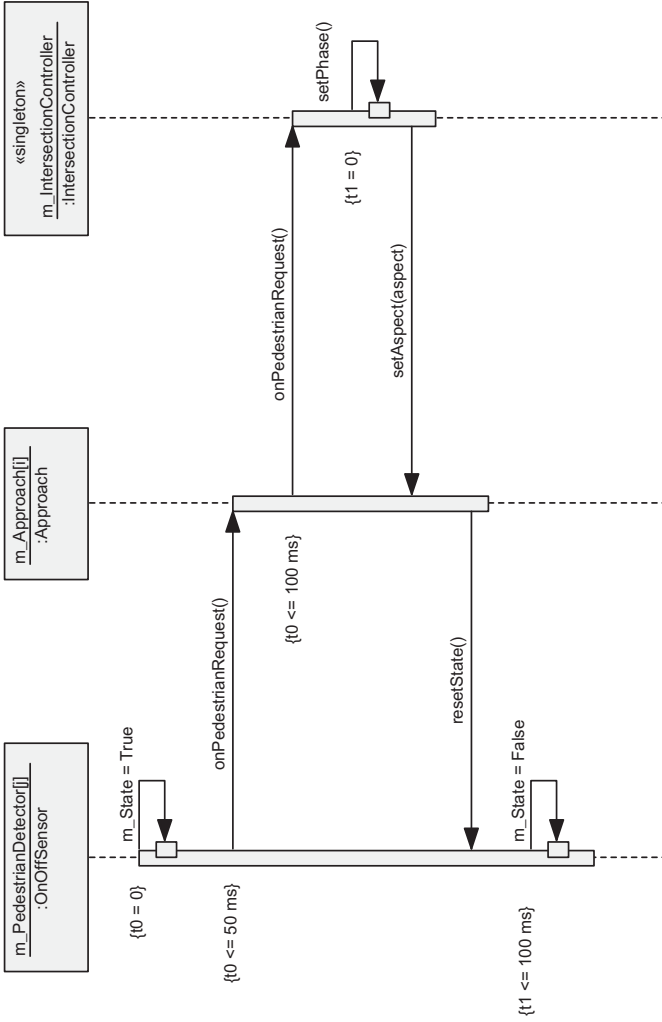 m_PedestrianDetector[j]
:OnOffSensor
m_Approach[i]
:Approach
«singleton»
m_IntersectionController
:IntersectionController
{t0 = 0}
m_State = True
{t0 <= 50 ms}
onPedestrianRequest()
{t0 <= 100 ms}
onPedestrianRequest()
setPhase()
{t1 = 0}
setAspect(aspect)
resetState()
{t1 <= 100 ms}
m_State = False